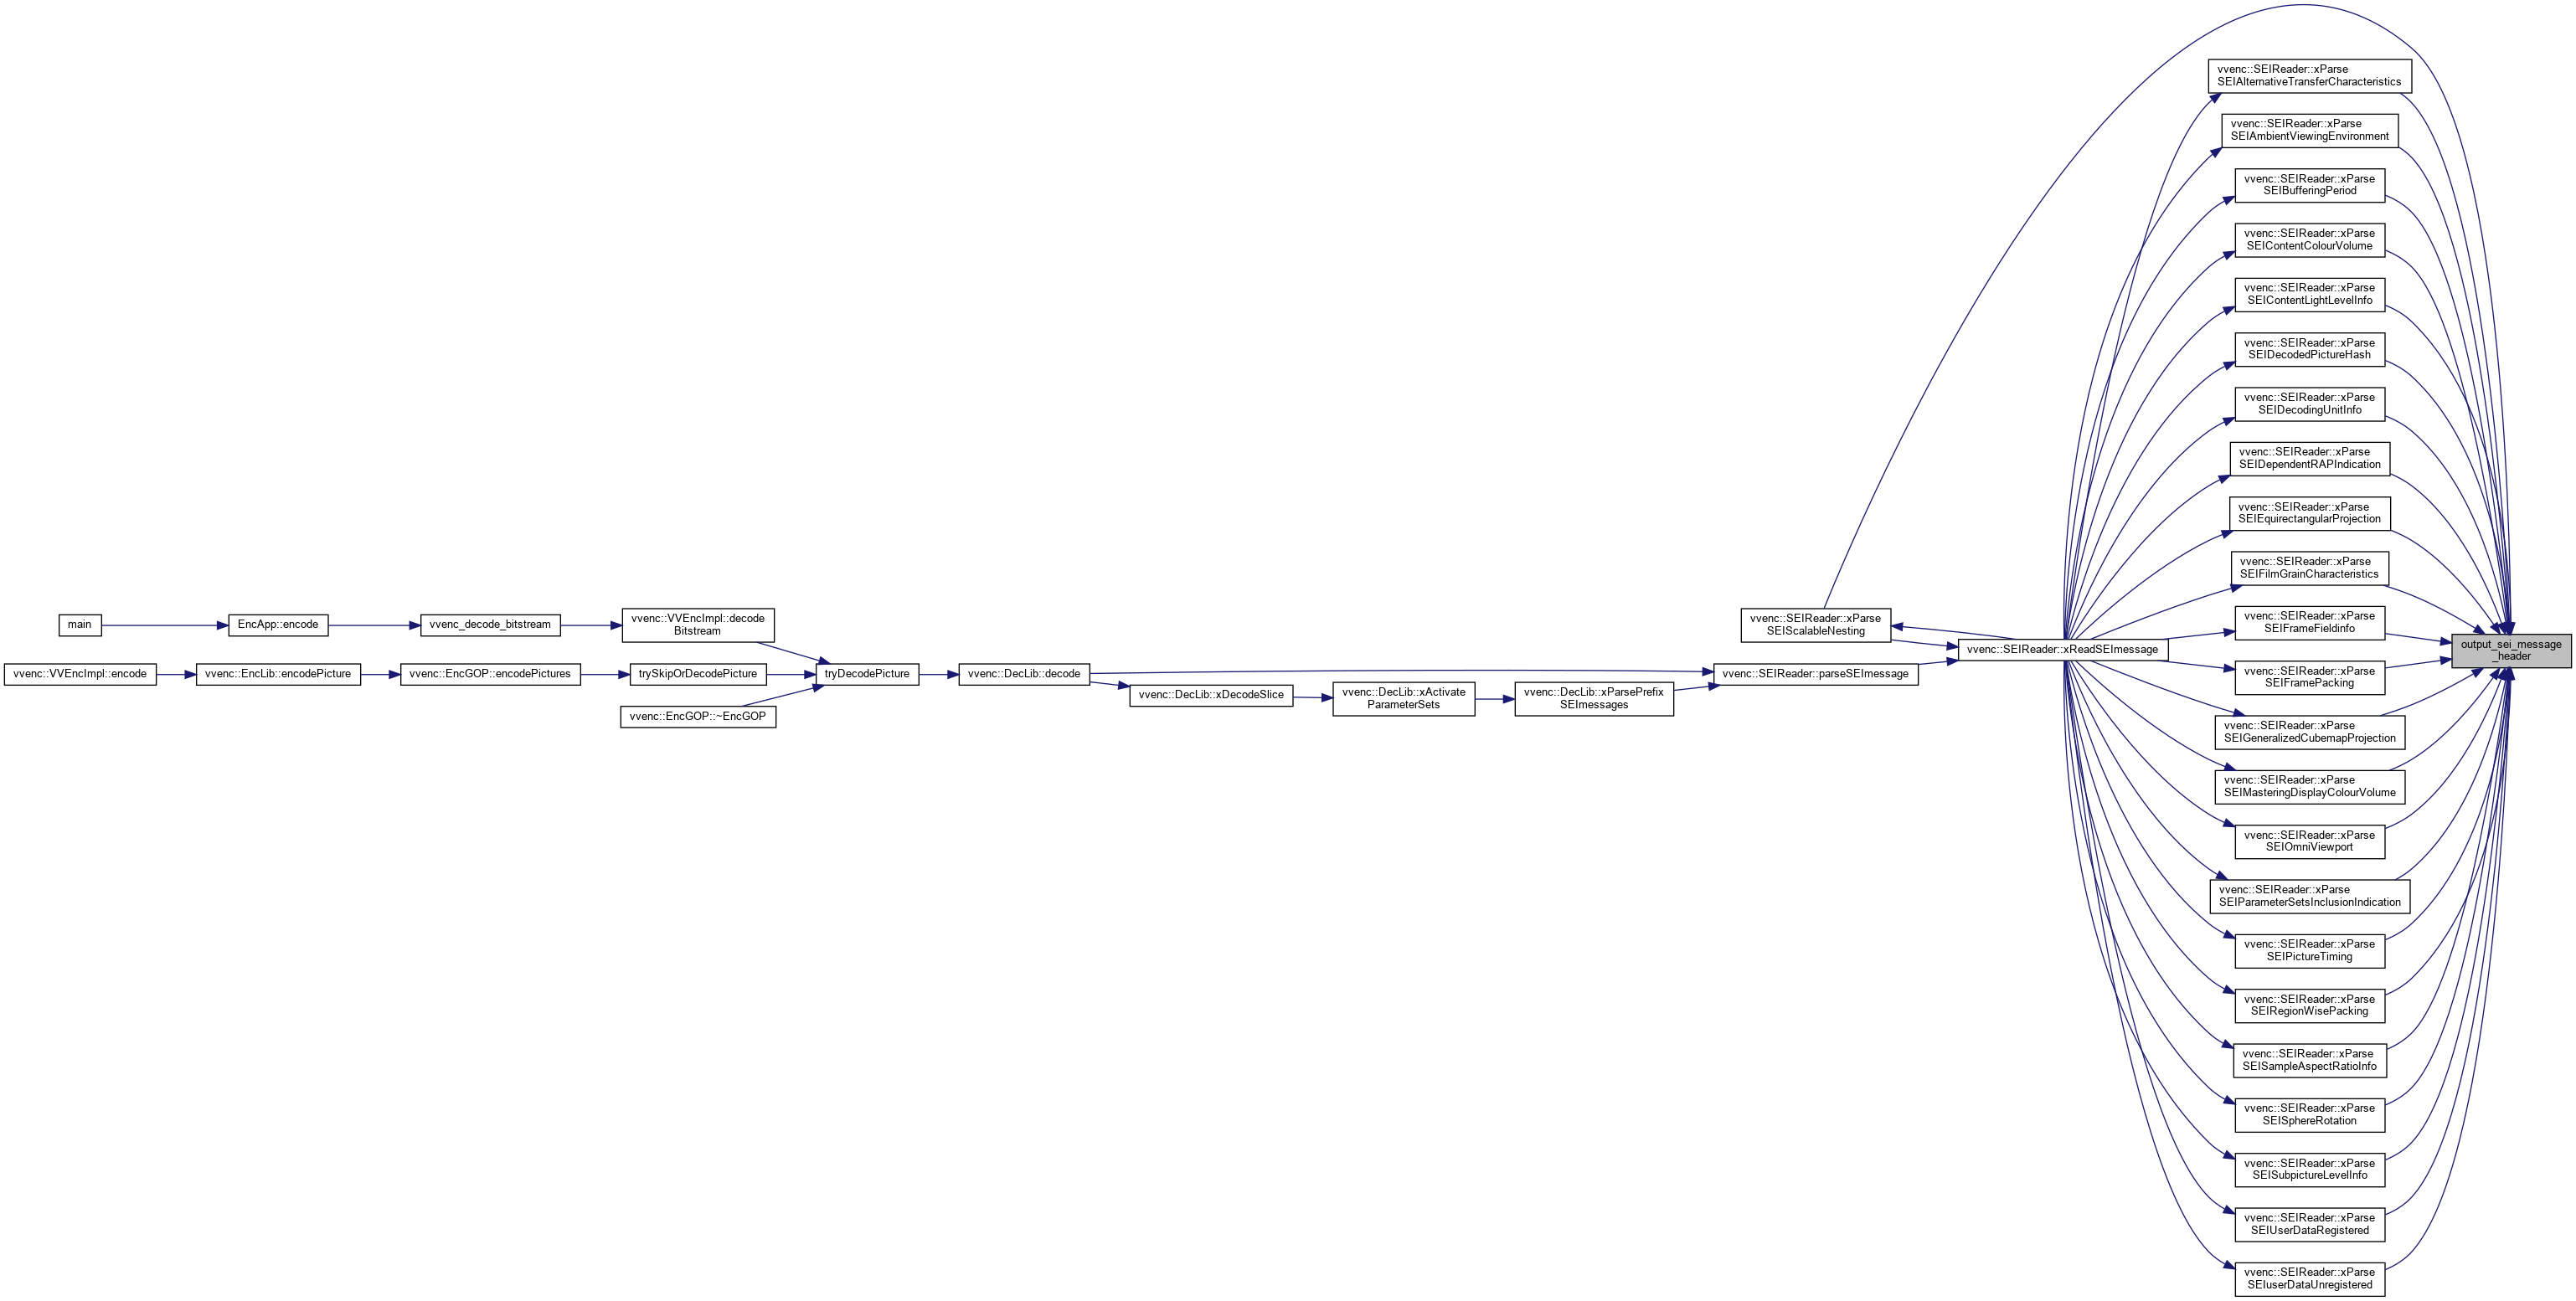 main
EncApp::encode
vvenc_decode_bitstream
vvenc::VVEncImpl::decode
Bitstream
vvenc::VVEncImpl::encode
vvenc::EncLib::encodePicture
vvenc::EncGOP::encodePictures
trySkipOrDecodePicture
vvenc::EncGOP::~EncGOP
tryDecodePicture
vvenc::DecLib::decode
vvenc::DecLib::xDecodeSlice
vvenc::DecLib::xActivate
ParameterSets
vvenc::DecLib::xParsePrefix
SEImessages
vvenc::SEIReader::parseSEImessage
vvenc::SEIReader::xParse
SEIScalableNesting
vvenc::SEIReader::xReadSEImessage
vvenc::SEIReader::xParse
SEIAlternativeTransferCharacteristics
vvenc::SEIReader::xParse
SEIAmbientViewingEnvironment
vvenc::SEIReader::xParse
SEIBufferingPeriod
vvenc::SEIReader::xParse
SEIContentColourVolume
vvenc::SEIReader::xParse
SEIContentLightLevelInfo
vvenc::SEIReader::xParse
SEIDecodedPictureHash
vvenc::SEIReader::xParse
SEIDecodingUnitInfo
vvenc::SEIReader::xParse
SEIDependentRAPIndication
vvenc::SEIReader::xParse
SEIEquirectangularProjection
vvenc::SEIReader::xParse
SEIFilmGrainCharacteristics
vvenc::SEIReader::xParse
SEIFrameFieldinfo
vvenc::SEIReader::xParse
SEIFramePacking
vvenc::SEIReader::xParse
SEIGeneralizedCubemapProjection
vvenc::SEIReader::xParse
SEIMasteringDisplayColourVolume
vvenc::SEIReader::xParse
SEIOmniViewport
vvenc::SEIReader::xParse
SEIParameterSetsInclusionIndication
vvenc::SEIReader::xParse
SEIPictureTiming
vvenc::SEIReader::xParse
SEIRegionWisePacking
vvenc::SEIReader::xParse
SEISampleAspectRatioInfo
vvenc::SEIReader::xParse
SEISphereRotation
vvenc::SEIReader::xParse
SEISubpictureLevelInfo
vvenc::SEIReader::xParse
SEIUserDataRegistered
vvenc::SEIReader::xParse
SEIuserDataUnregistered
output_sei_message
_header